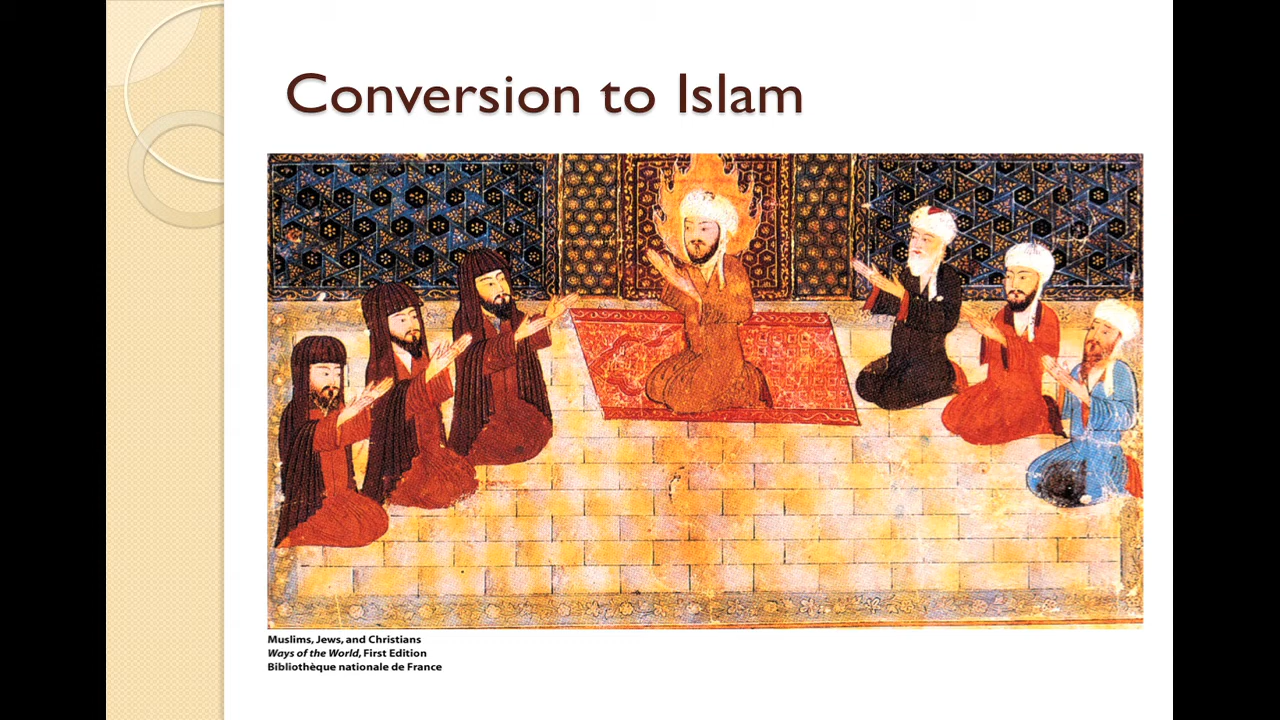 Conversion to Islam
Muslims, Jews, and Christians
Ways of the World, First Edition
Bibliothèque nationale de France